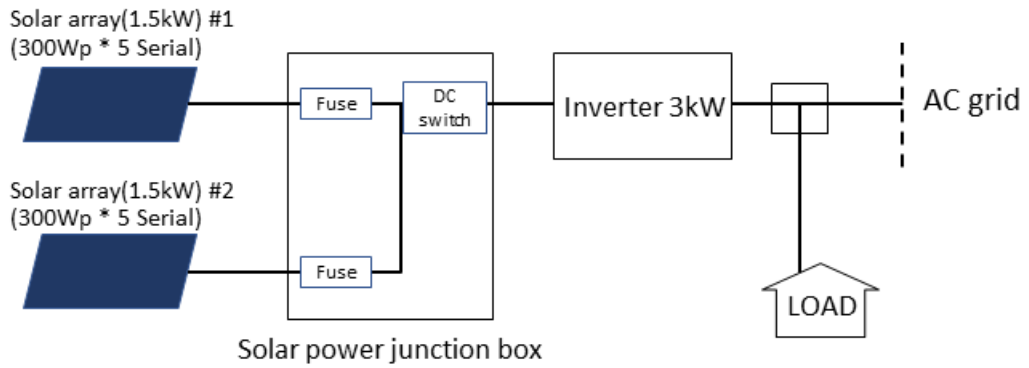 Solar array(1.5kW) #1
(300Wp * 5 Serial)
Fuse
DC
switch
Inverter 3kW
AC grid
Solar array(1.5kW) #2
(300Wp * 5 Serial)
Fuse
LOAD
Solar power junction box